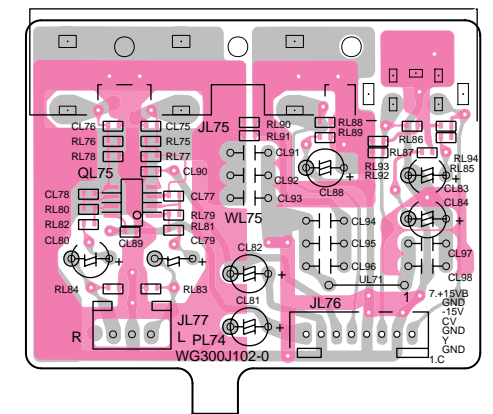 CL76
CL75
JL75
RL90
RL91
RL88
RL89
RL86
RL87
RL76
RL75
RL78
RL77
CL90
QL75
CL91
CL92
CL93
WL75
CL88
RL93
RL92
RL94
RL85
CL83
CL84
CL78
CL77
RL80
RL79
RL82
RL81
CL80
CL89
CL79
CL94
CL95
CL96
CL97
CL98
CL82
UL71
RL84
RL83
CL81
JL76
1
7.+15VB
GND
-15V
CV
GND
Y
GND
1.C
R
L
JL77
PL74
WG300J102-0